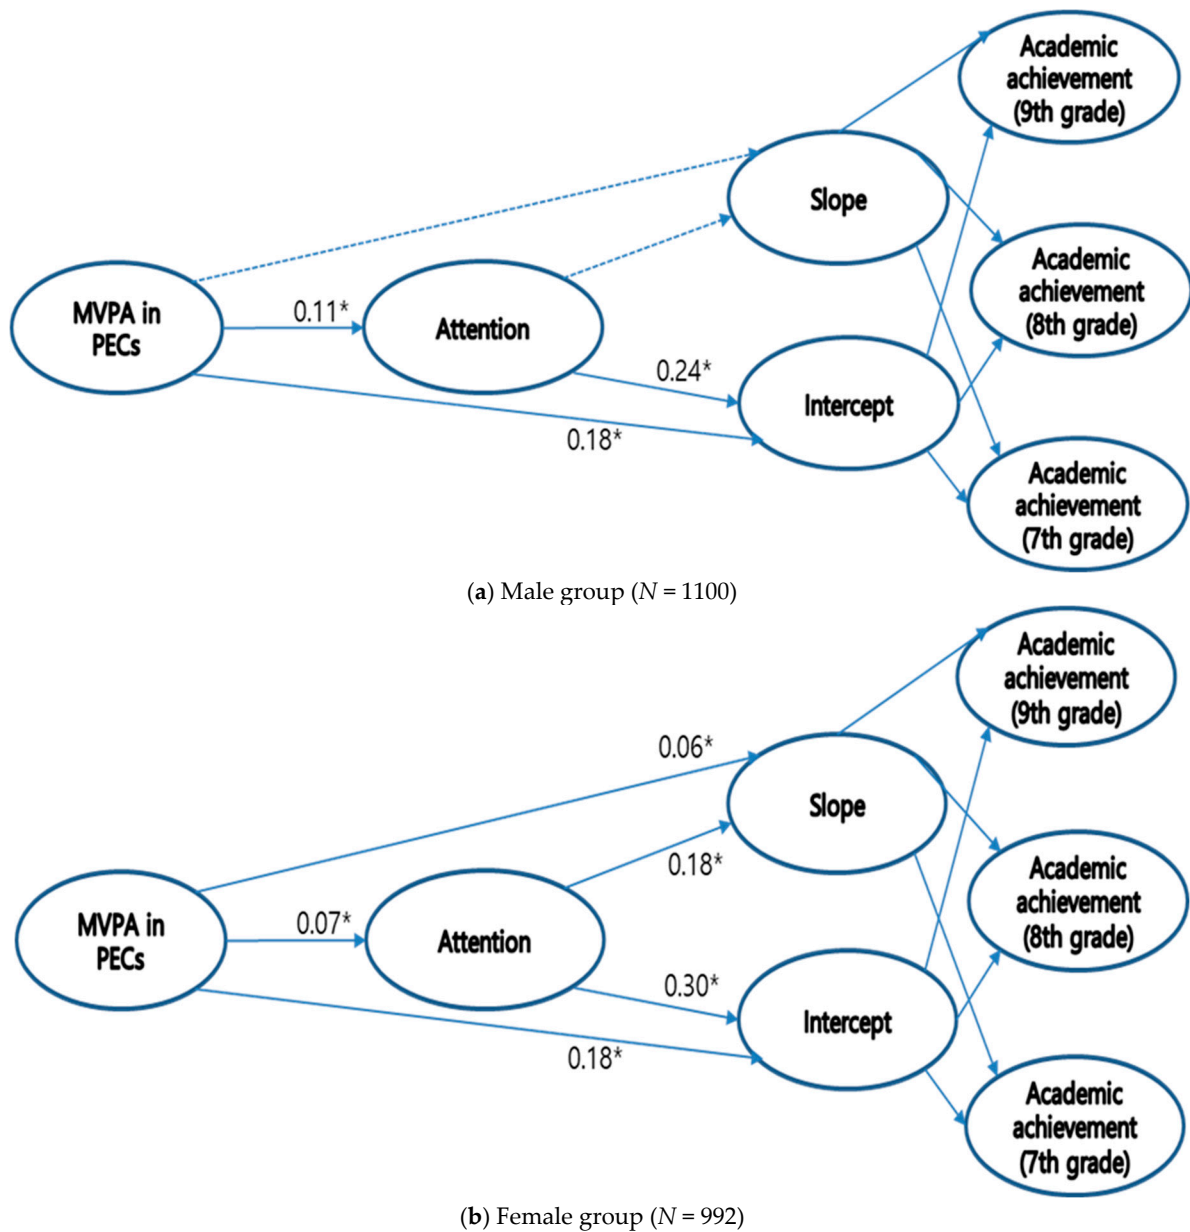 Academic
achievement
(9th grade)
Slope
Academic
achievement
(8th grade)
MVPA in
PECs
0.11*
Attention
0.24*
Intercept
0.18*
Academic
achievement
(7th grade)
(a) Male group (N = 1100)
Academic
achievement
(9th grade)
0.06*
Slope
0.18*
Academic
achievement
(8th grade)
MVPA in
PECs
0.07*
Attention
0.30*
Intercept
0.18*
Academic
achievement
(7th grade)
(b) Female group (N = 992)